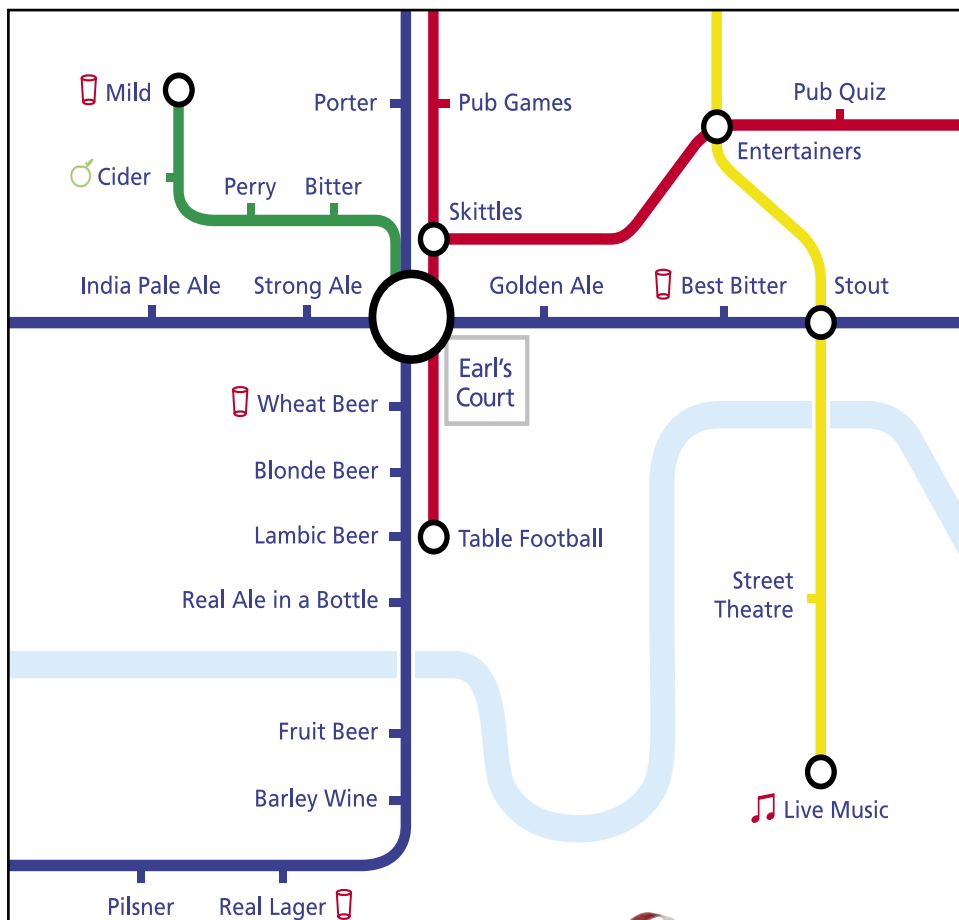 Mild
Porter
Pub Games
Pub Quiz
Entertainers
Cider
Perry
Bitter
Skittles
India Pale Ale
Strong Ale
Golden Ale
Best Bitter
Stout
Earl's
Court
Wheat Beer
Blonde Beer
Lambic Beer
Table Football
Real Ale in a Bottle
Street
Theatre
Fruit Beer
Barley Wine
Live Music
Pilsner
Real Lager